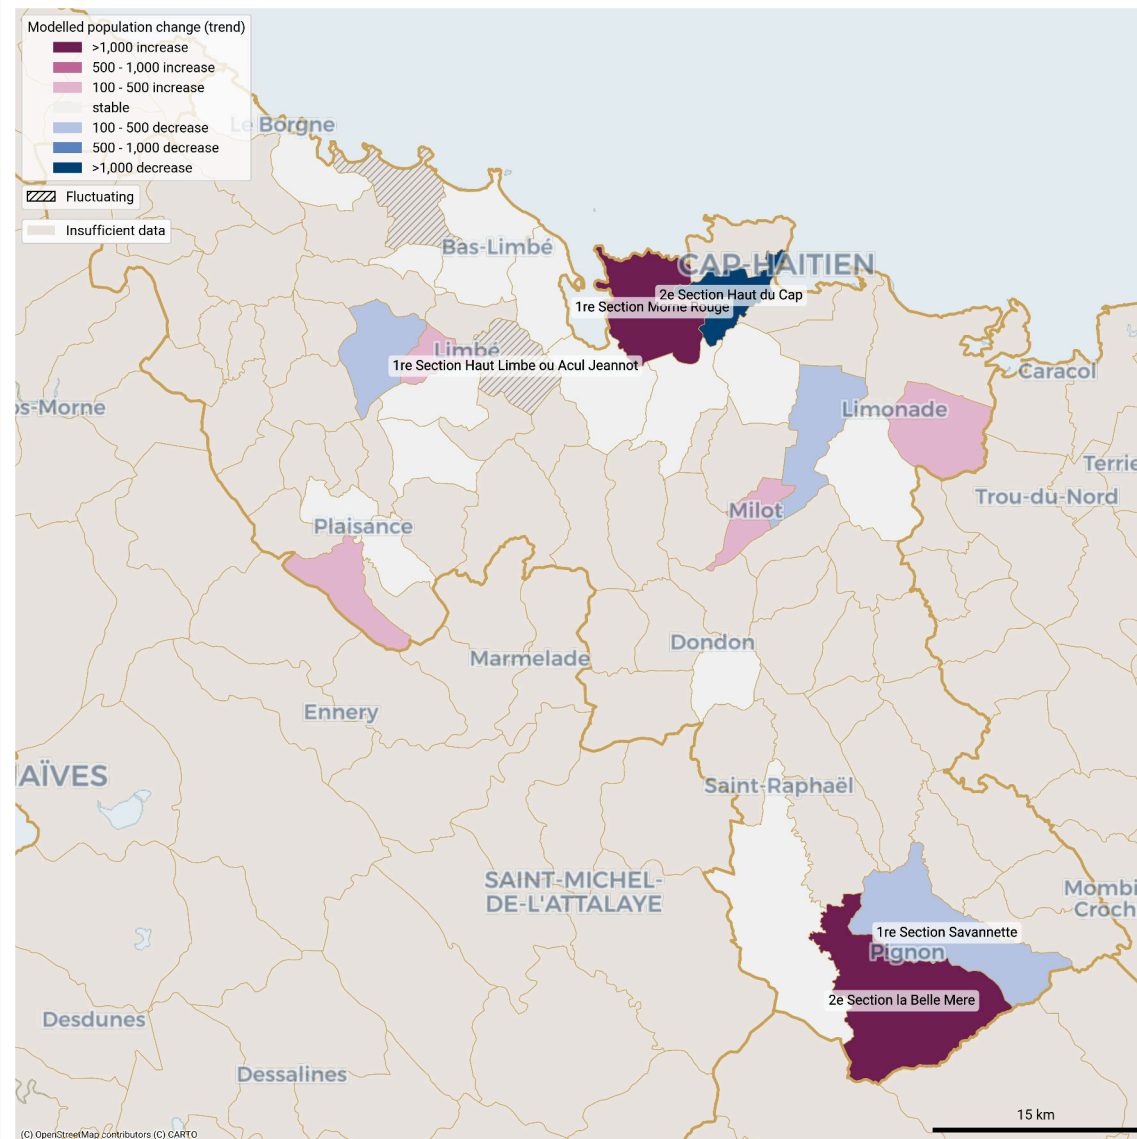 Modelled population change (trend)
>1,000 increase
500 - 1,000 increase
100 - 500 increase
stable
100 - 500 decrease
500 - 1,000 decrease
>1,000 decrease
Fluctuating
Insufficient data
Le Borgne
Bas-Limbé
CAP-HAITIEN
2e Section Haut du Cap
1re Section Morne Rouge
Limbé
1re Section Haut Limbe ou Acul Jeannot
Caracol
os-Morne
Limonade
Terrie
Trou-du-Nord
Milot
Plaisance
Dondon
Marmelade
Ennery
AÏVES
Saint-Raphaël
SAINT-MICHEL-
DE-L'ATTALAYE
Mombi
Croch
1re Section Savannette
Pignon
2e Section la Belle Mere
Desdunes
Dessalines
15 km
(C) OpenStreetMap contributors (C) CARTO